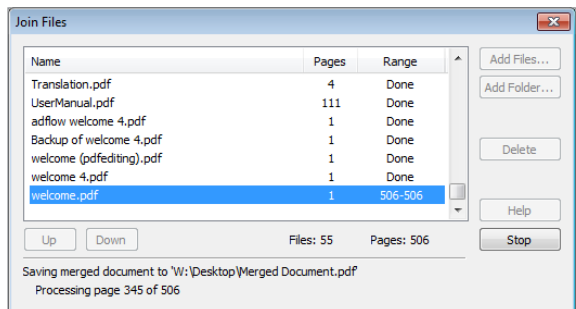 Join Files
Name Pages Range
Add Files...
Translation.pdf 4 Done
Add Folder...
UserManual.pdf 111 Done
adflow welcome 4.pdf 1 Done
Backup of welcome 4.pdf 1 Done
Delete
welcome (pdfediting).pdf 1 Done
welcome 4.pdf 1 Done
welcome.pdf 1 506-506
Help
Up Down Files: 55 Pages: 506 Stop
Saving merged document to 'W:\Desktop\Merged Document.pdf'
Processing page 345 of 506